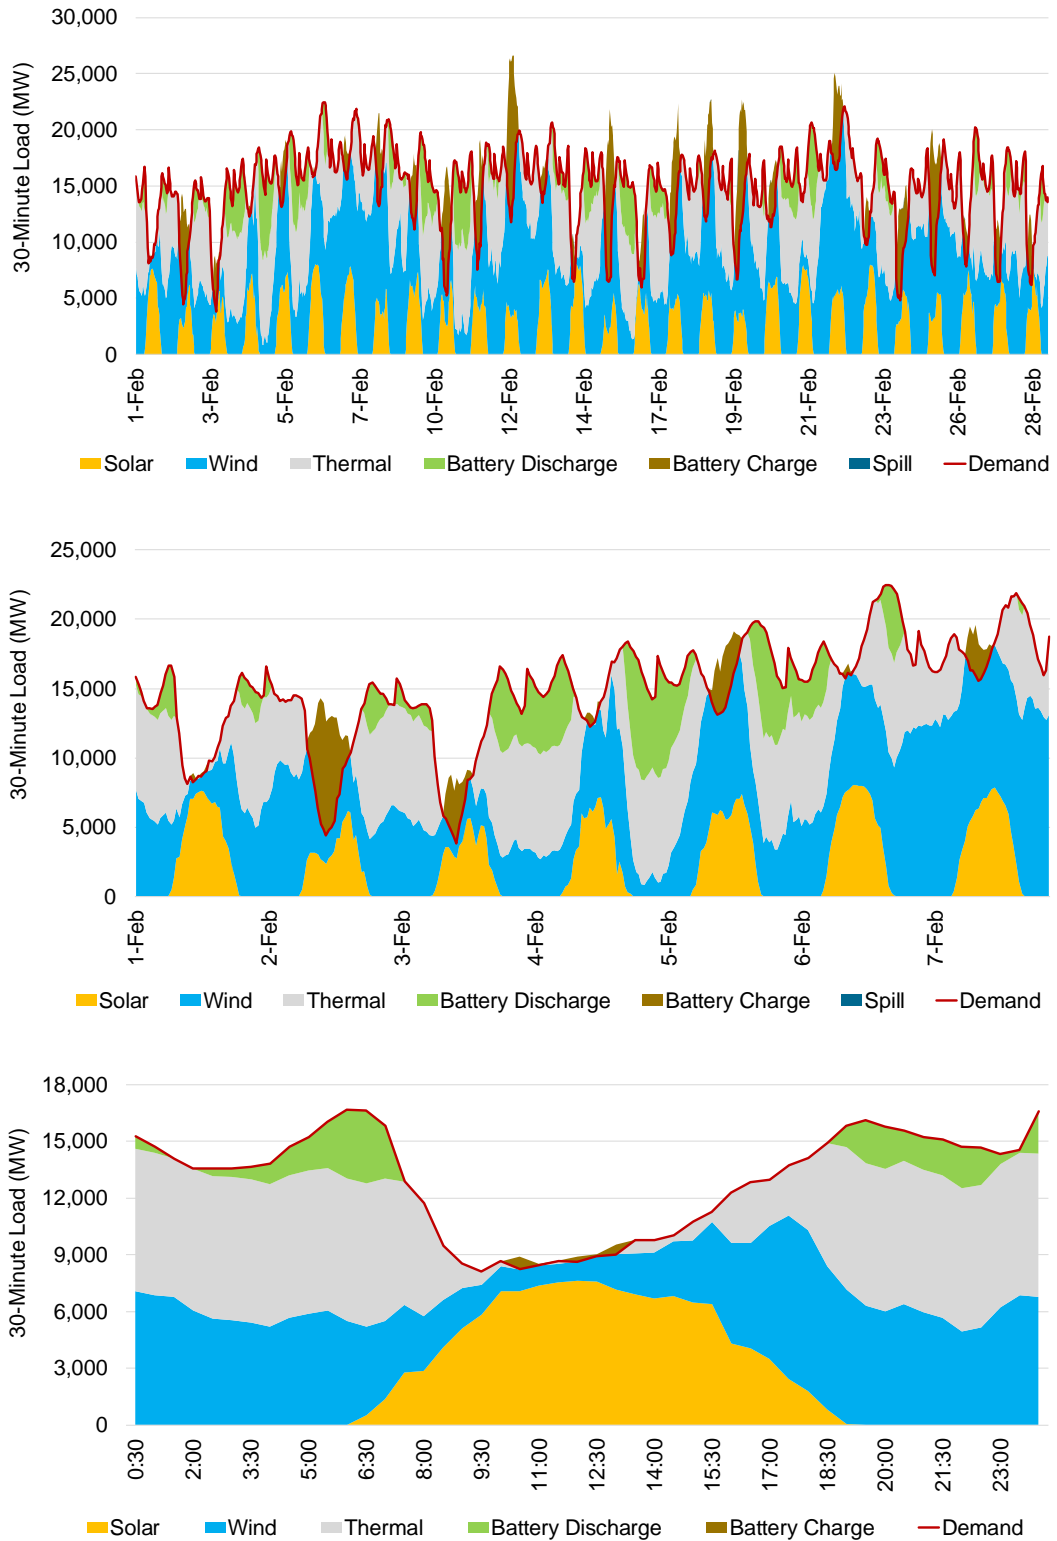 30-Minute Load (MW)
30,000
25,000
20,000
15,000
10,000
5,000
0
1-Feb 3-Feb 5-Feb 7-Feb 10-Feb 12-Feb 14-Feb 17-Feb 19-Feb 21-Feb 23-Feb 26-Feb 28-Feb
Solar Wind Thermal Battery Discharge Battery Charge Spill Demand
30-Minute Load (MW)
25,000
20,000
15,000
10,000
5,000
0
1-Feb 2-Feb 3-Feb 4-Feb 5-Feb 6-Feb 7-Feb
Solar Wind Thermal Battery Discharge Battery Charge Spill Demand
30-Minute Load (MW)
18,000
15,000
12,000
9,000
6,000
3,000
0
0:30 2:00 3:30 5:00 6:30 8:00 9:30 11:00 12:30 14:00 15:30 17:00 18:30 20:00 21:30 23:00
Solar Wind Thermal Battery Discharge Battery Charge Demand